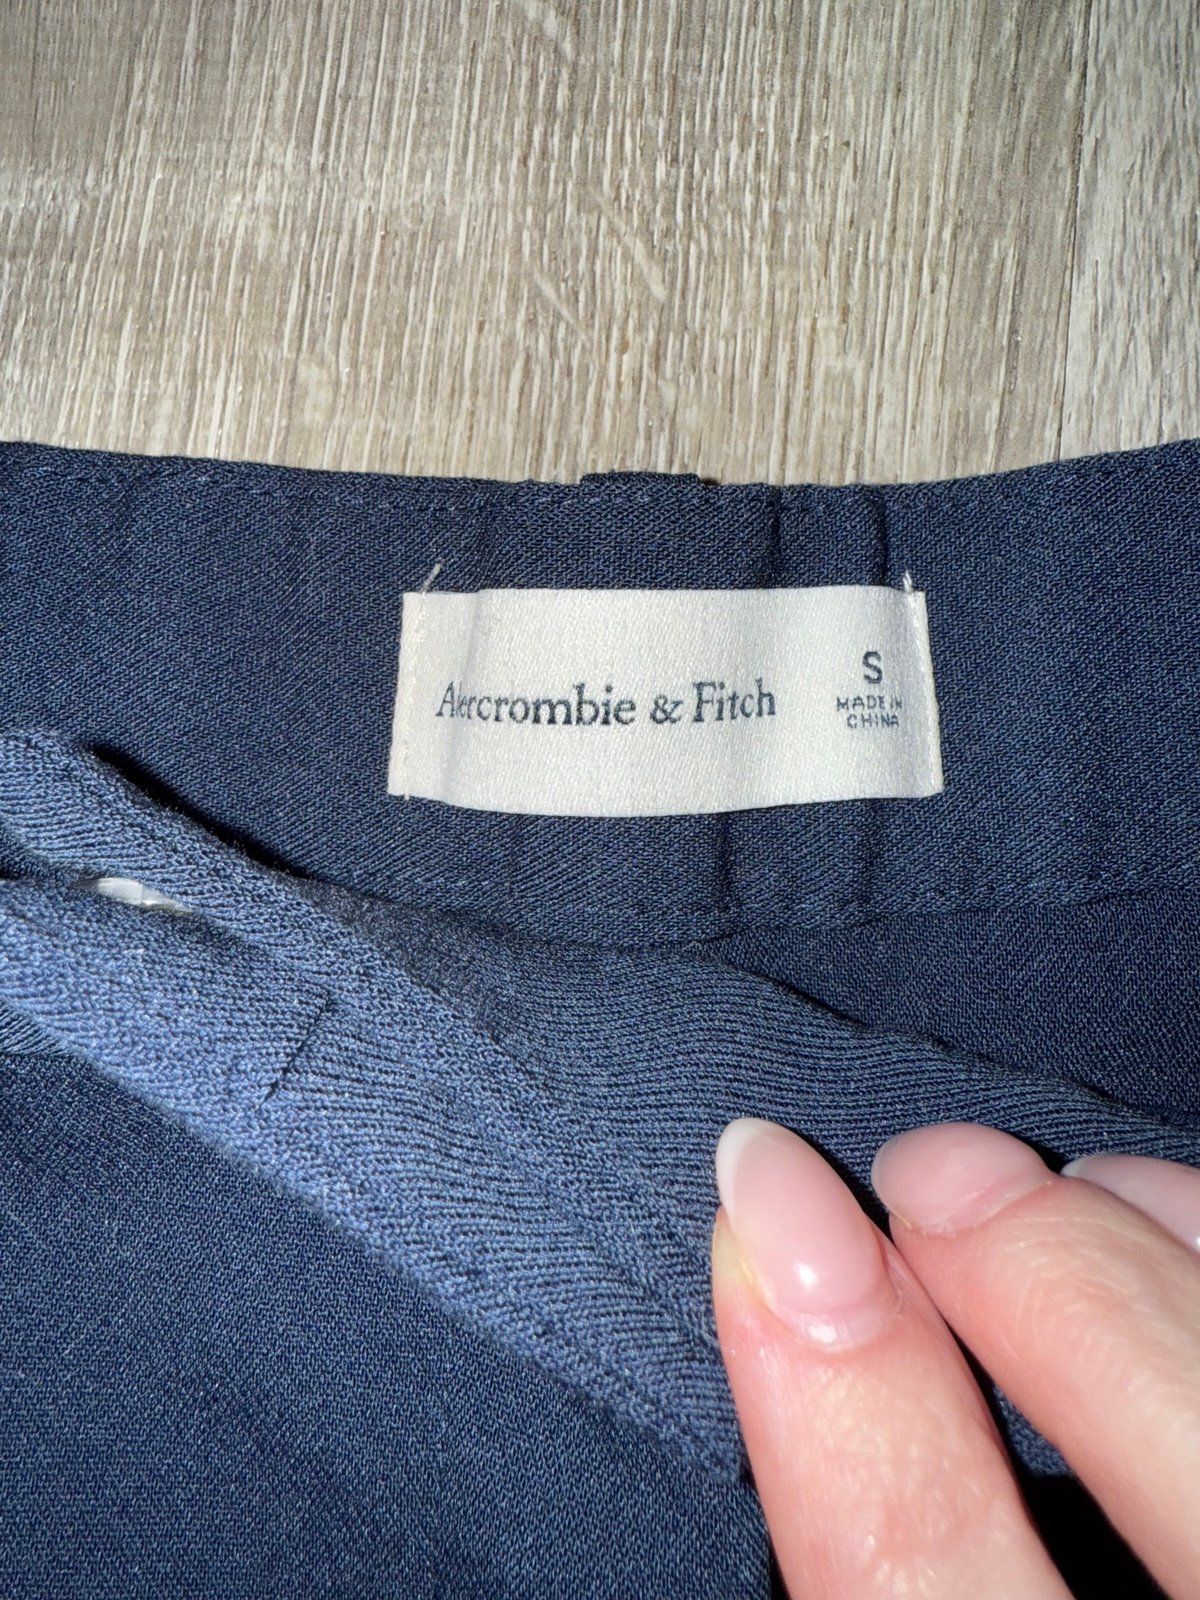 Abercrombie & Fitch
S
MADE IN
CHINA